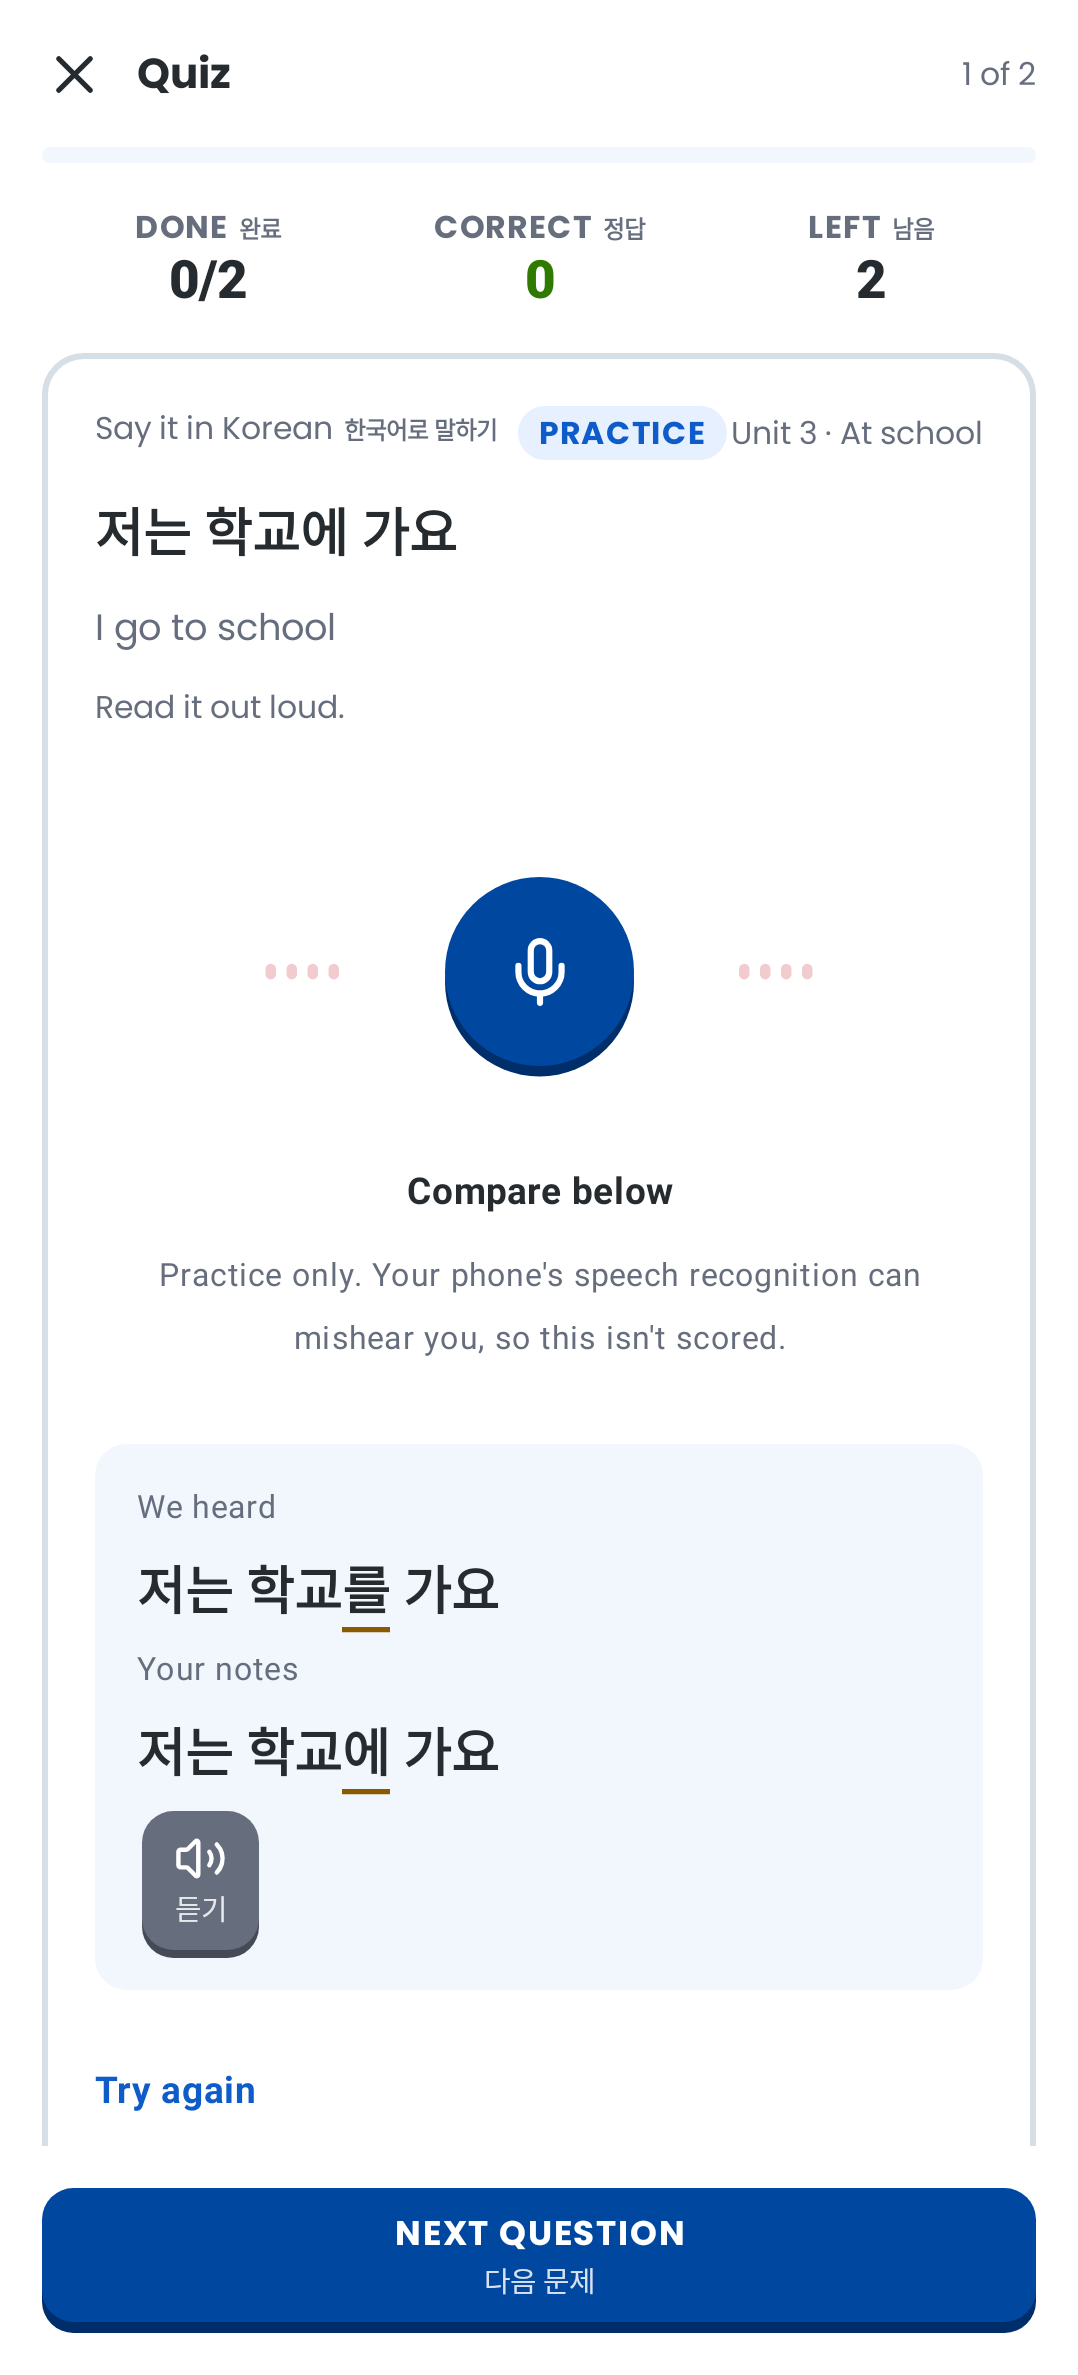 Quiz
1 of 2
DONE 완료
CORRECT 정답
LEFT 남음
0/2
0
2
Say it in Korean 한국어로 말하기
PRACTICE
Unit 3 · At school
저는 학교에 가요
I go to school
Read it out loud.
Compare below
Practice only. Your phone's speech recognition can
mishear you, so this isn't scored.
We heard
저는 학교를 가요
Your notes
저는 학교에 가요
듣기
Try again
NEXT QUESTION
다음 문제